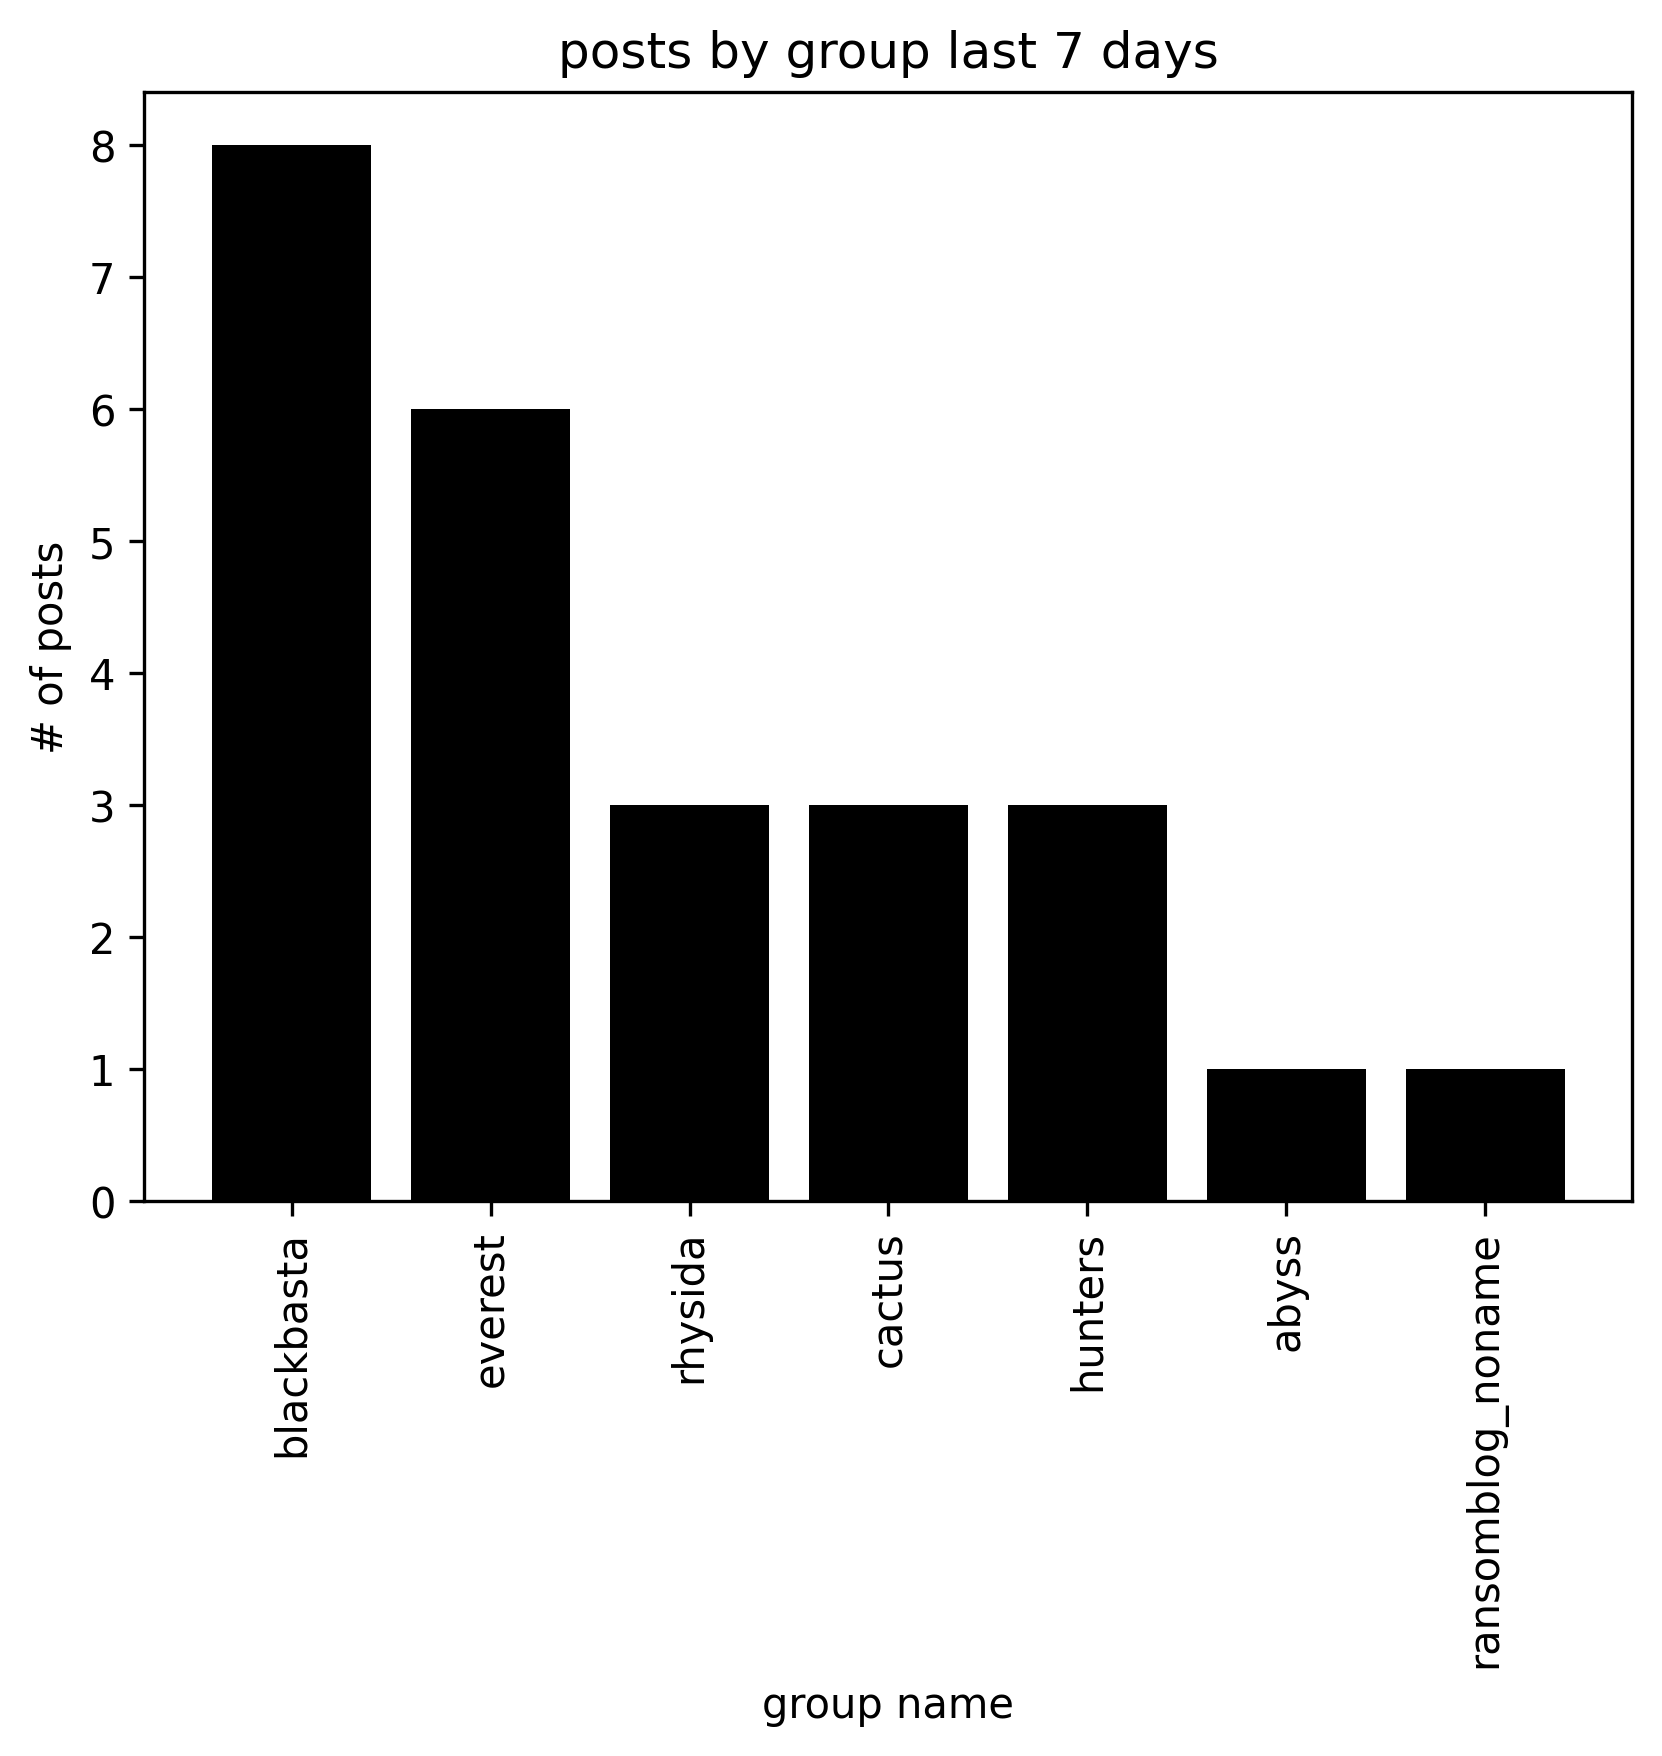 posts by group last 7 days
# of posts
8
7
6
5
4
3
2
1
0
blackbasta
everest
rhysida
cactus
hunters
abyss
ransomblog_noname
group name